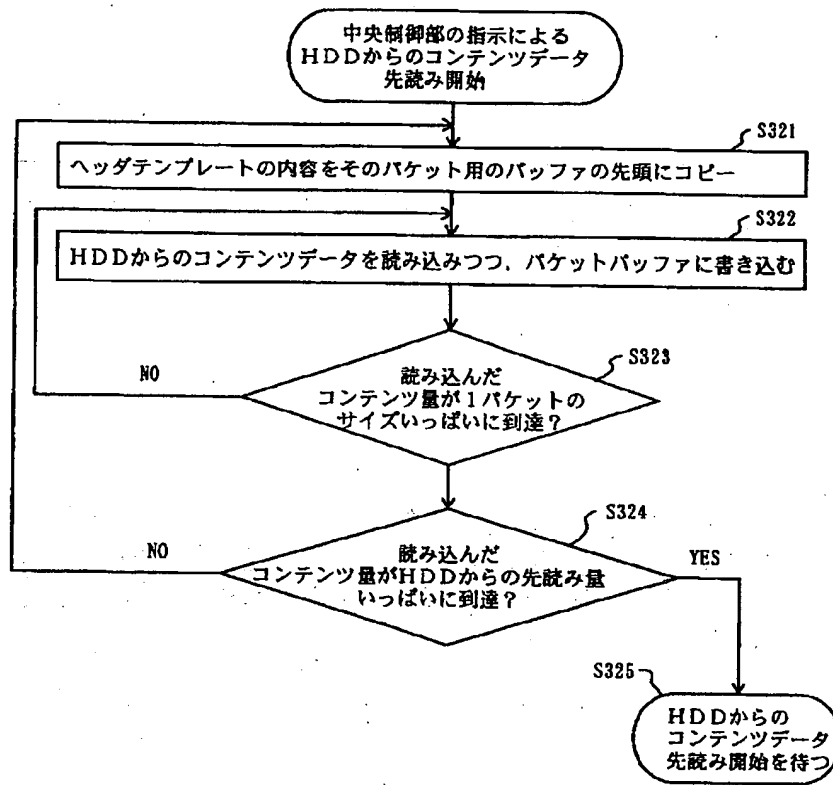 中央制御部の指示による
HDDからのコンテンツデータ
先読み開始
S321
ヘッダテンプレートの内容をそのパケット用のバッファの先頭にコピー
S322
HDDからのコンテンツデータを読み込みつつ，パケットバッファに書き込む
S323
NO
読み込んだ
コンテンツ量が1パケットの
サイズいっぱいに到達？
S324
NO
読み込んだ
コンテンツ量がHDDからの先読み量
いっぱいに到達？
YES
S325
HDDからの
コンテンツデータ
先読み開始を待つ